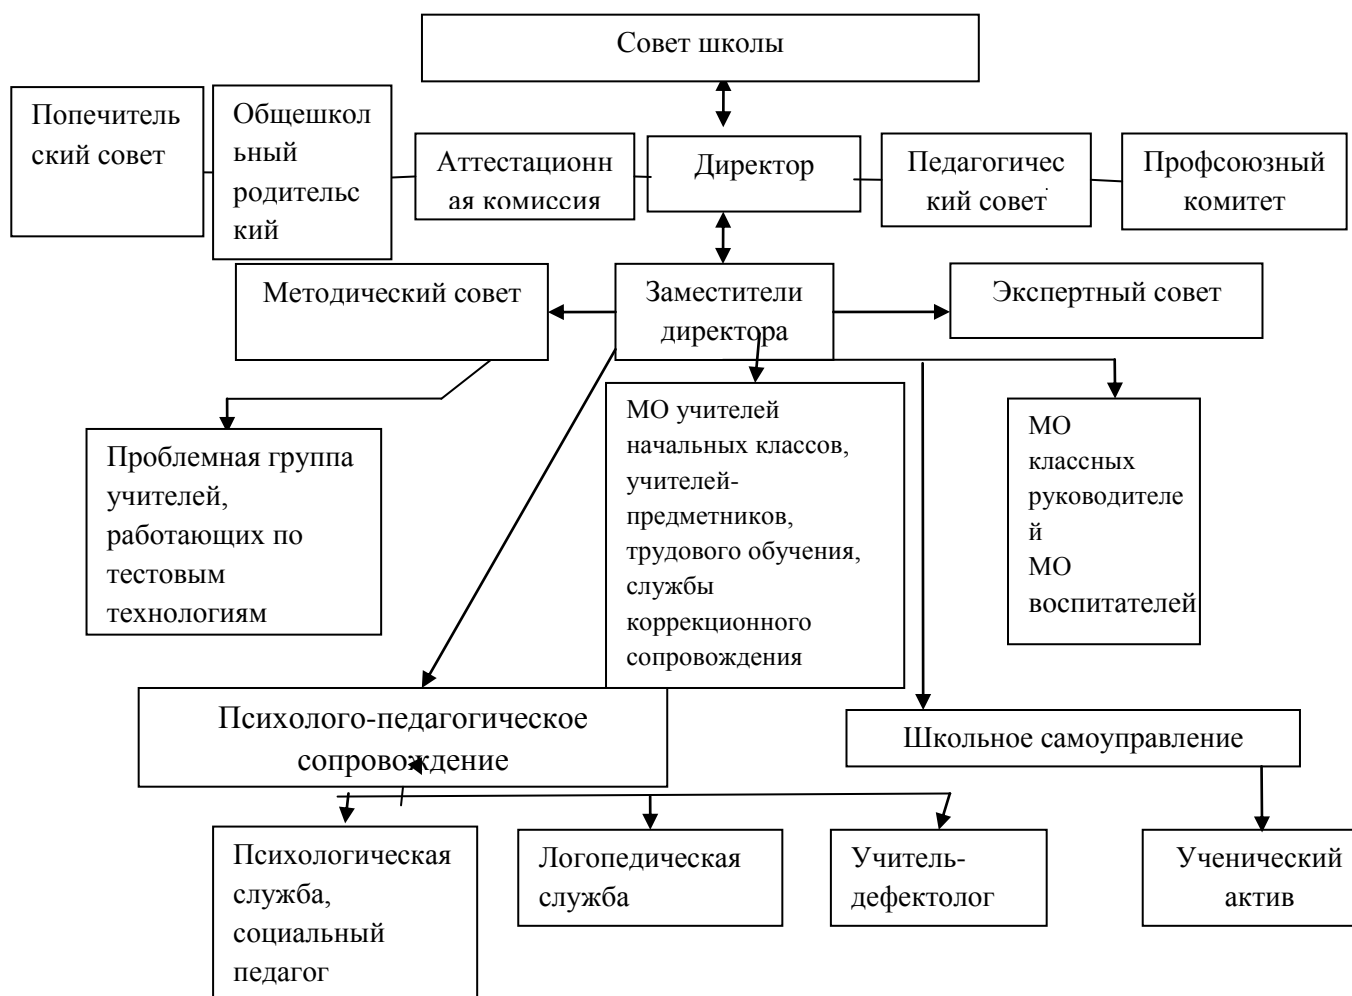 Совет школы
Попечитель
ский совет
Общешкол
ьный
родительс
кий
Аттестационн
ая комиссия
Директор
Педагогичес
кий совет
Профсоюзный
комитет
Методический совет
Заместители
директора
Экспертный совет
Проблемная группа
учителей,
работающих по
тестовым
технологиям
МО учителей
начальных классов,
учителей-
предметников,
трудового обучения,
службы
коррекционного
сопровождения
МО
классных
руководителе
й
МО
воспитателей
Психолого-педагогическое
сопровождение
Школьное самоуправление
Психологическая
служба,
социальный
педагог
Логопедическая
служба
Учитель-
дефектолог
Ученический
актив